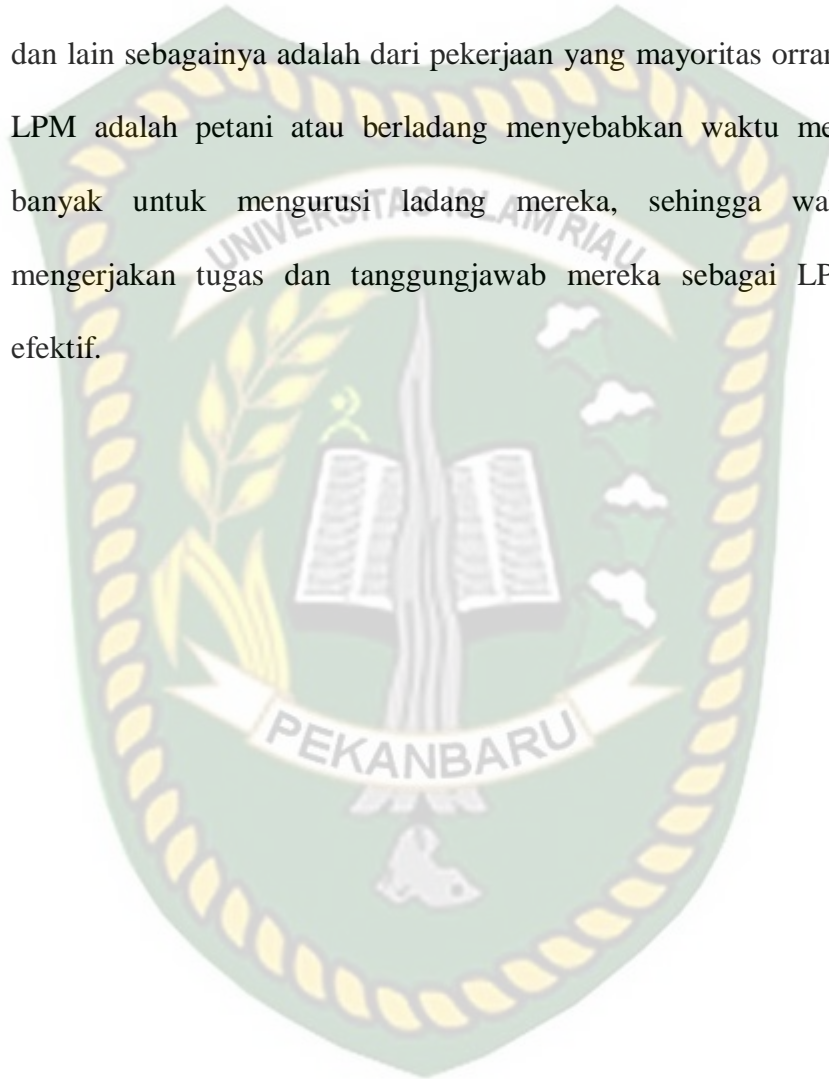 dan lain sebagainya adalah dari pekerjaan yang mayoritas orran
LPM adalah petani atau berladang menyebabkan waktu me
banyak untuk mengurusi ladang mereka, sehingga wa
mengerjakan tugas dan tanggungjawab mereka sebagai LP
efektif.
UNIVERSITAS ISLAM RIAU
PEKANBARU